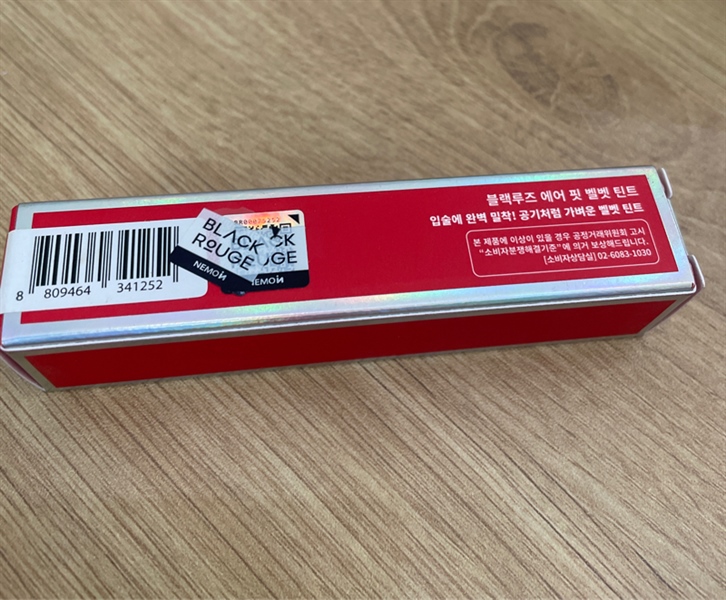 블랙루즈 에어 핏 벨벳 틴트
입술에 완벽 밀착! 공기처럼 가벼운 벨벳 틴트
본 제품에 이상이 있을 경우 공정거래위원회 고시
“소비자분쟁해결기준”에 의거 보상해드립니다.
[소비자상담실] 02-6083-1030
BLACK
ROUGE
NEMON
CK
UGE
EMON
8 809464 341252